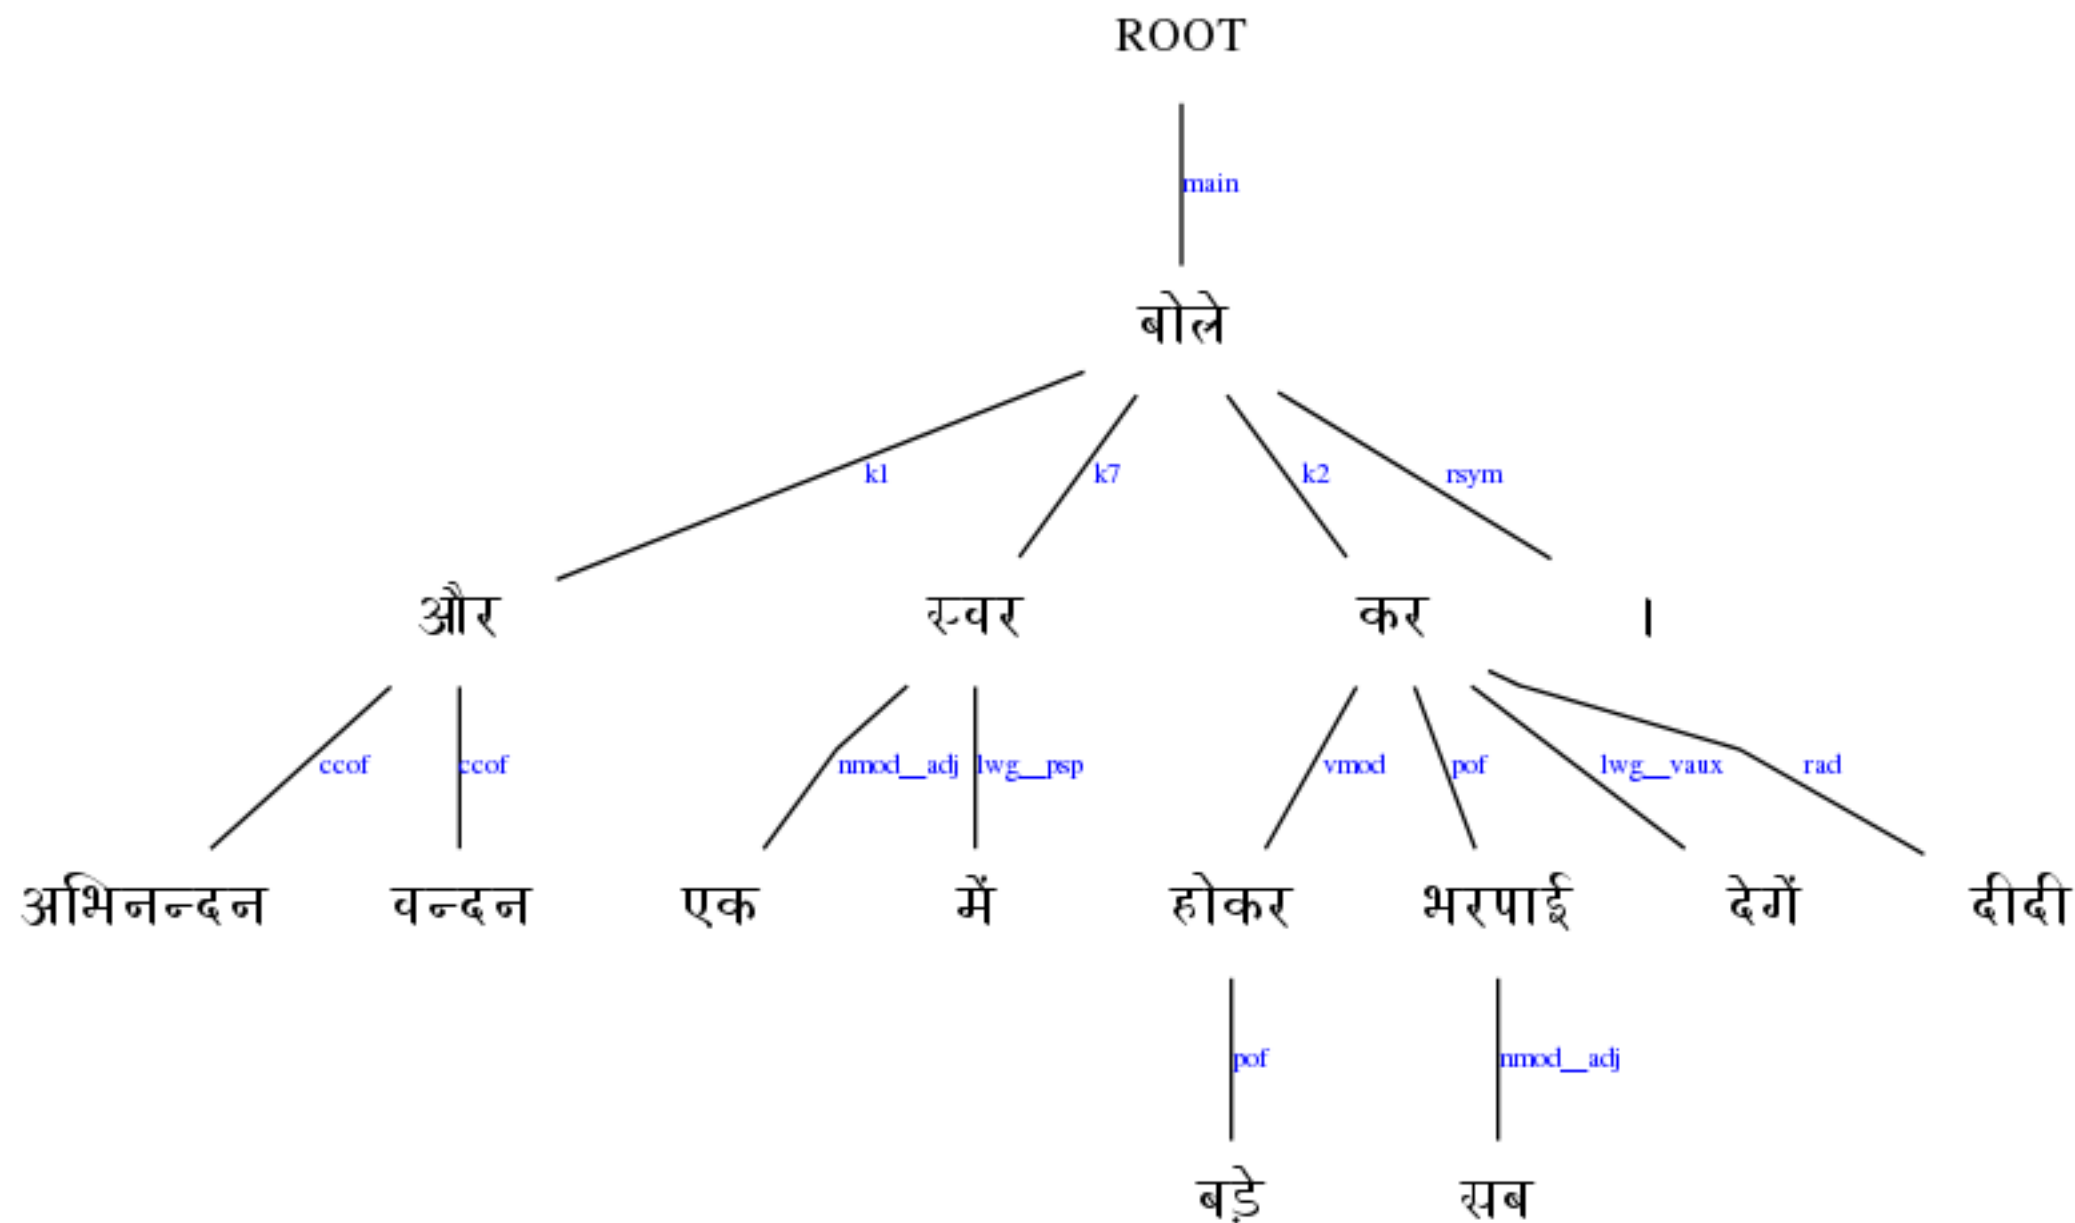 ROOT
main
बोले
k1 k7 k2 rsym
और स्वर कर ।
ccof ccof nmod__adj lwg__psp vmod pof lwg__vaux rad
अभिनन्दन वन्दन एक में होकर भरपाई देगें दीदी
pof nmod__adj
बड़े सब